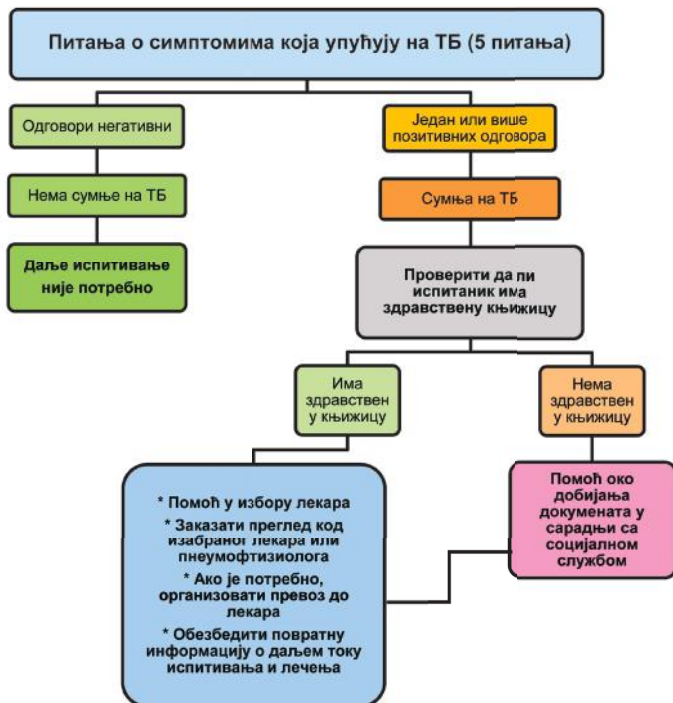 Питања о симптомима која упућују на ТБ (5 питања)
Одговори негативни
Један или више
позитивних одговора
Нема сумње на ТБ
Сумња на ТБ
Даље испитивање
није потребно
Проверити да пи
испитаник има
здравствену књижицу
Има
здравствен
у књижицу
Нема
здравствен
у књижицу
* Помоћ у избору лекара
* Заказати преглед код
изабраног лекара или
пнеумофтизиолога
* Ако је потребно,
организовати превоз до
лекара
* Обезбедити повратну
информацију о даљем току
испитивања и лечења
Помоћ око
добијања
докумената у
сарадњи са
социјалном
службом